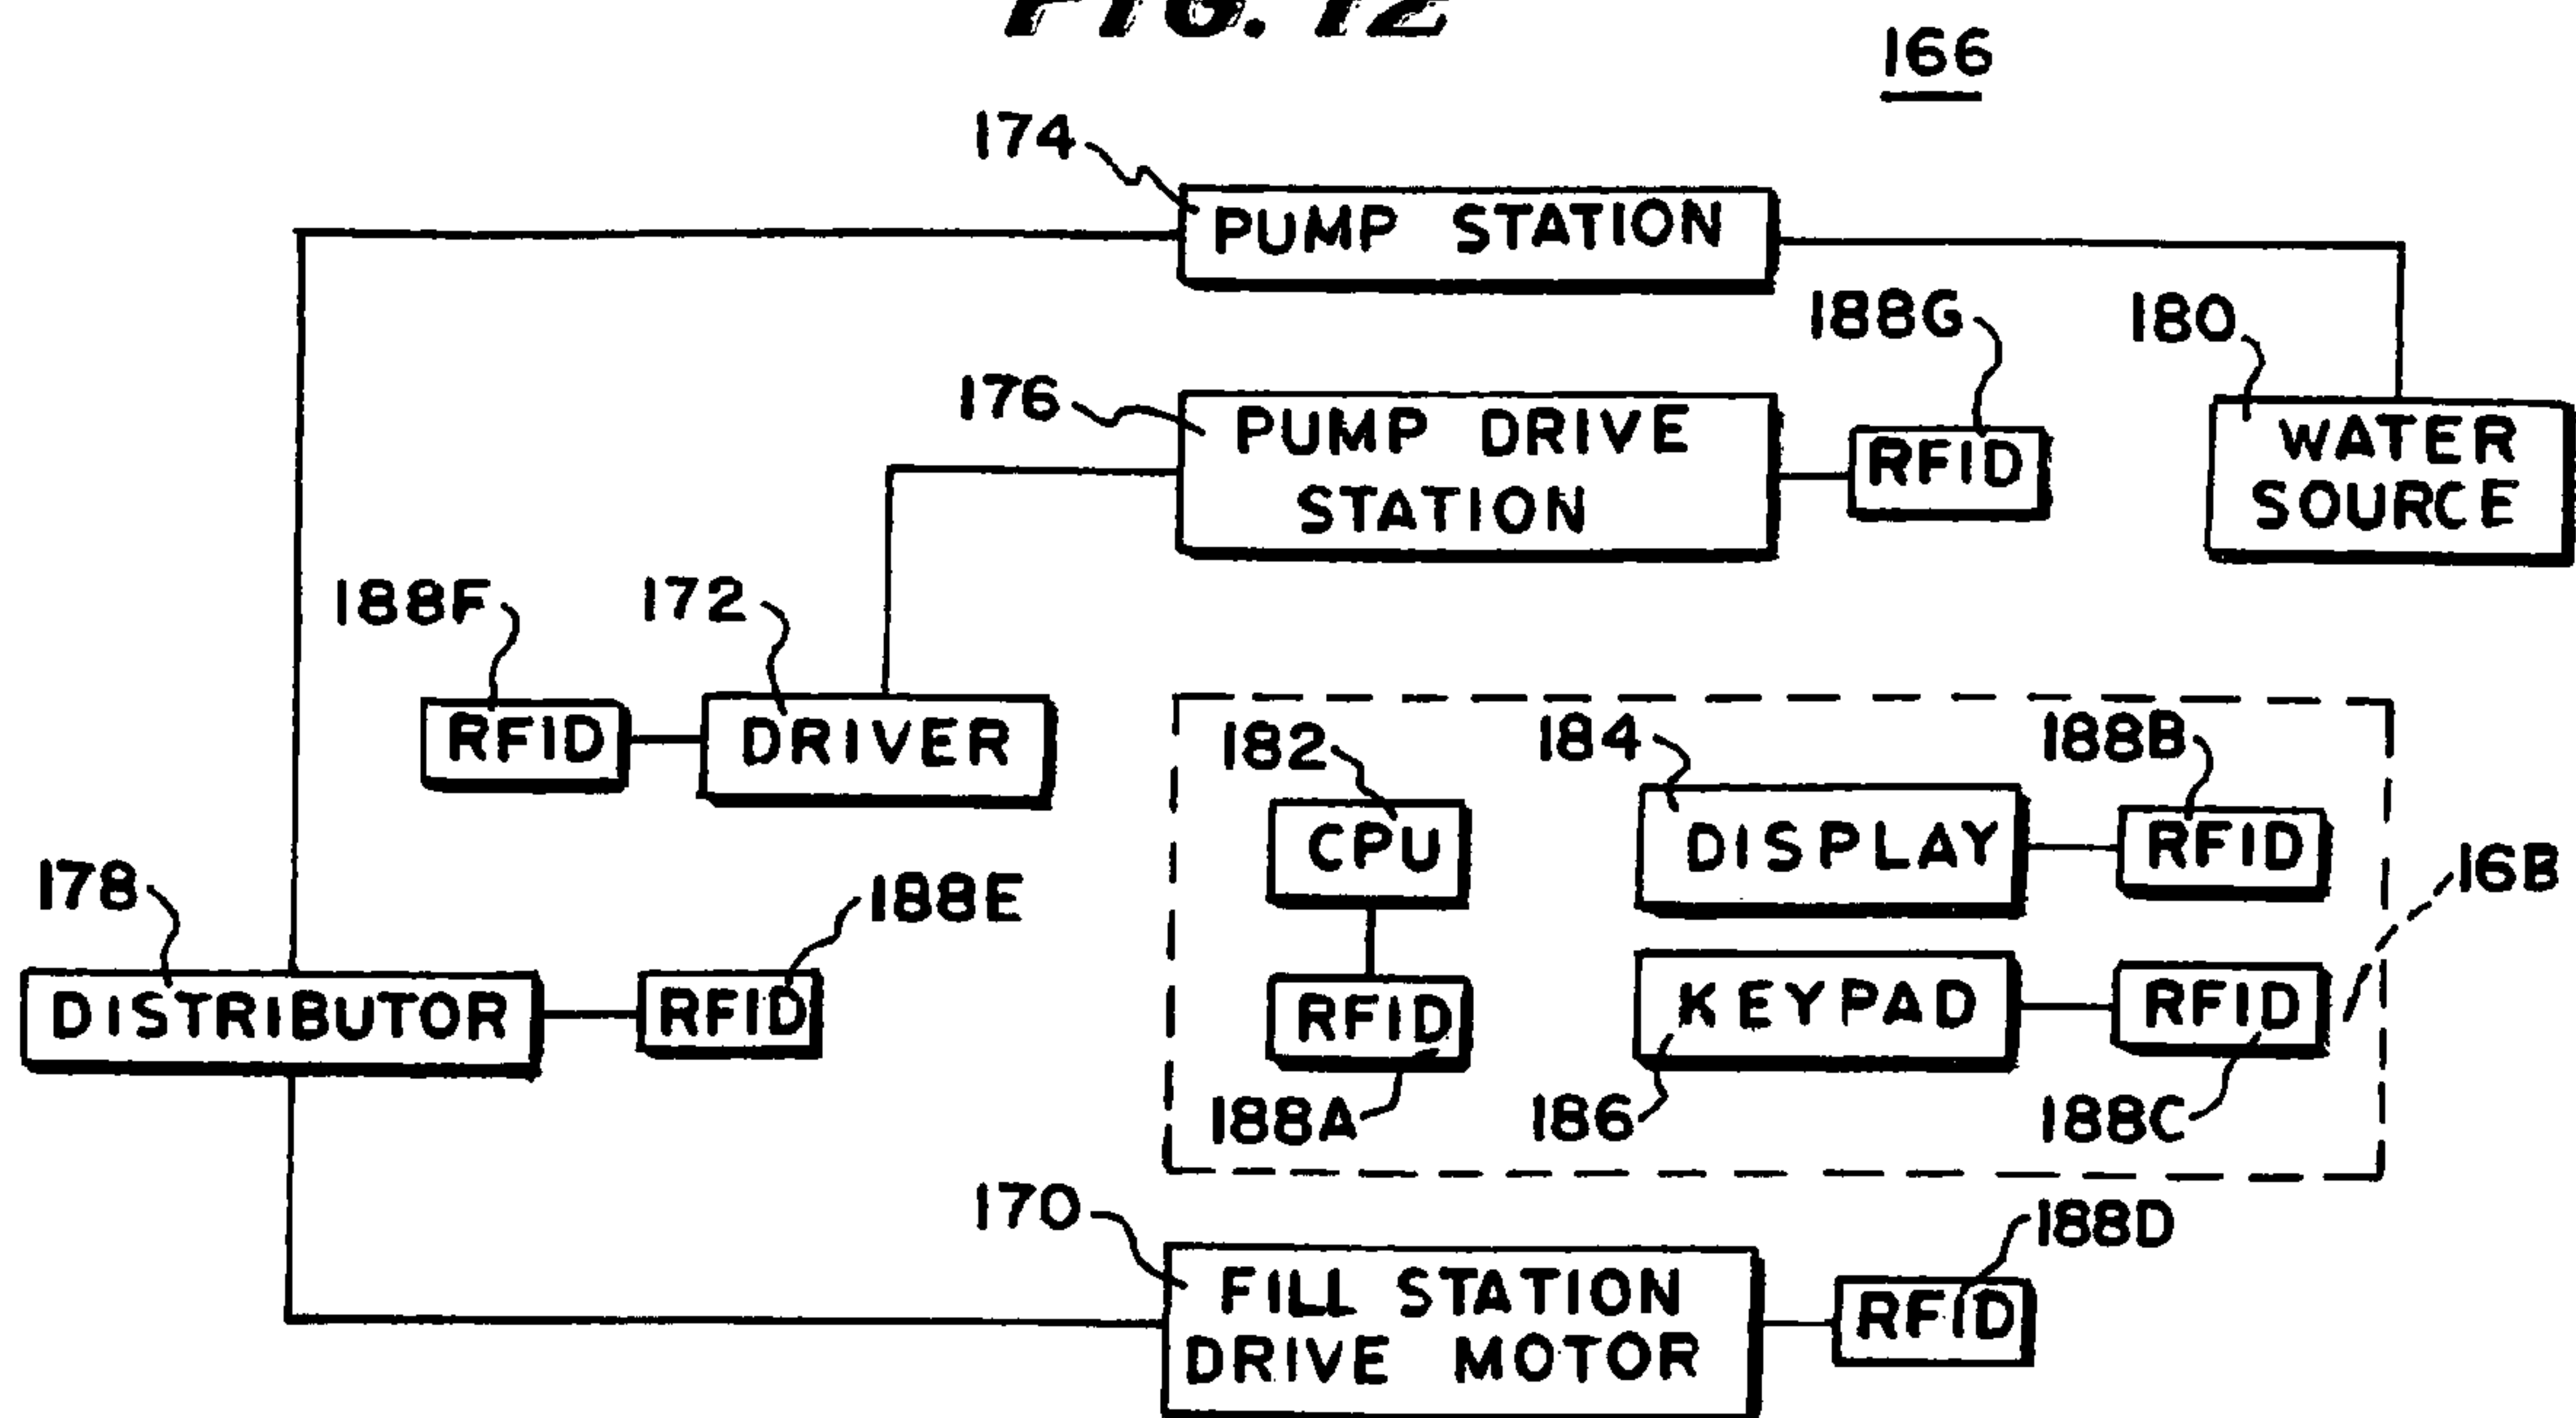 FIG. 12
166
174
PUMP STATION
188G
180
176
PUMP DRIVE
STATION
RFID
WATER
SOURCE
188F
172
RFID
DRIVER
182
184
188B
CPU
DISPLAY
RFID
16B
178
188E
DISTRIBUTOR
RFID
RFID
KEYPAD
RFID
188A
186
188C
170
188D
FILL STATION
DRIVE MOTOR
RFID